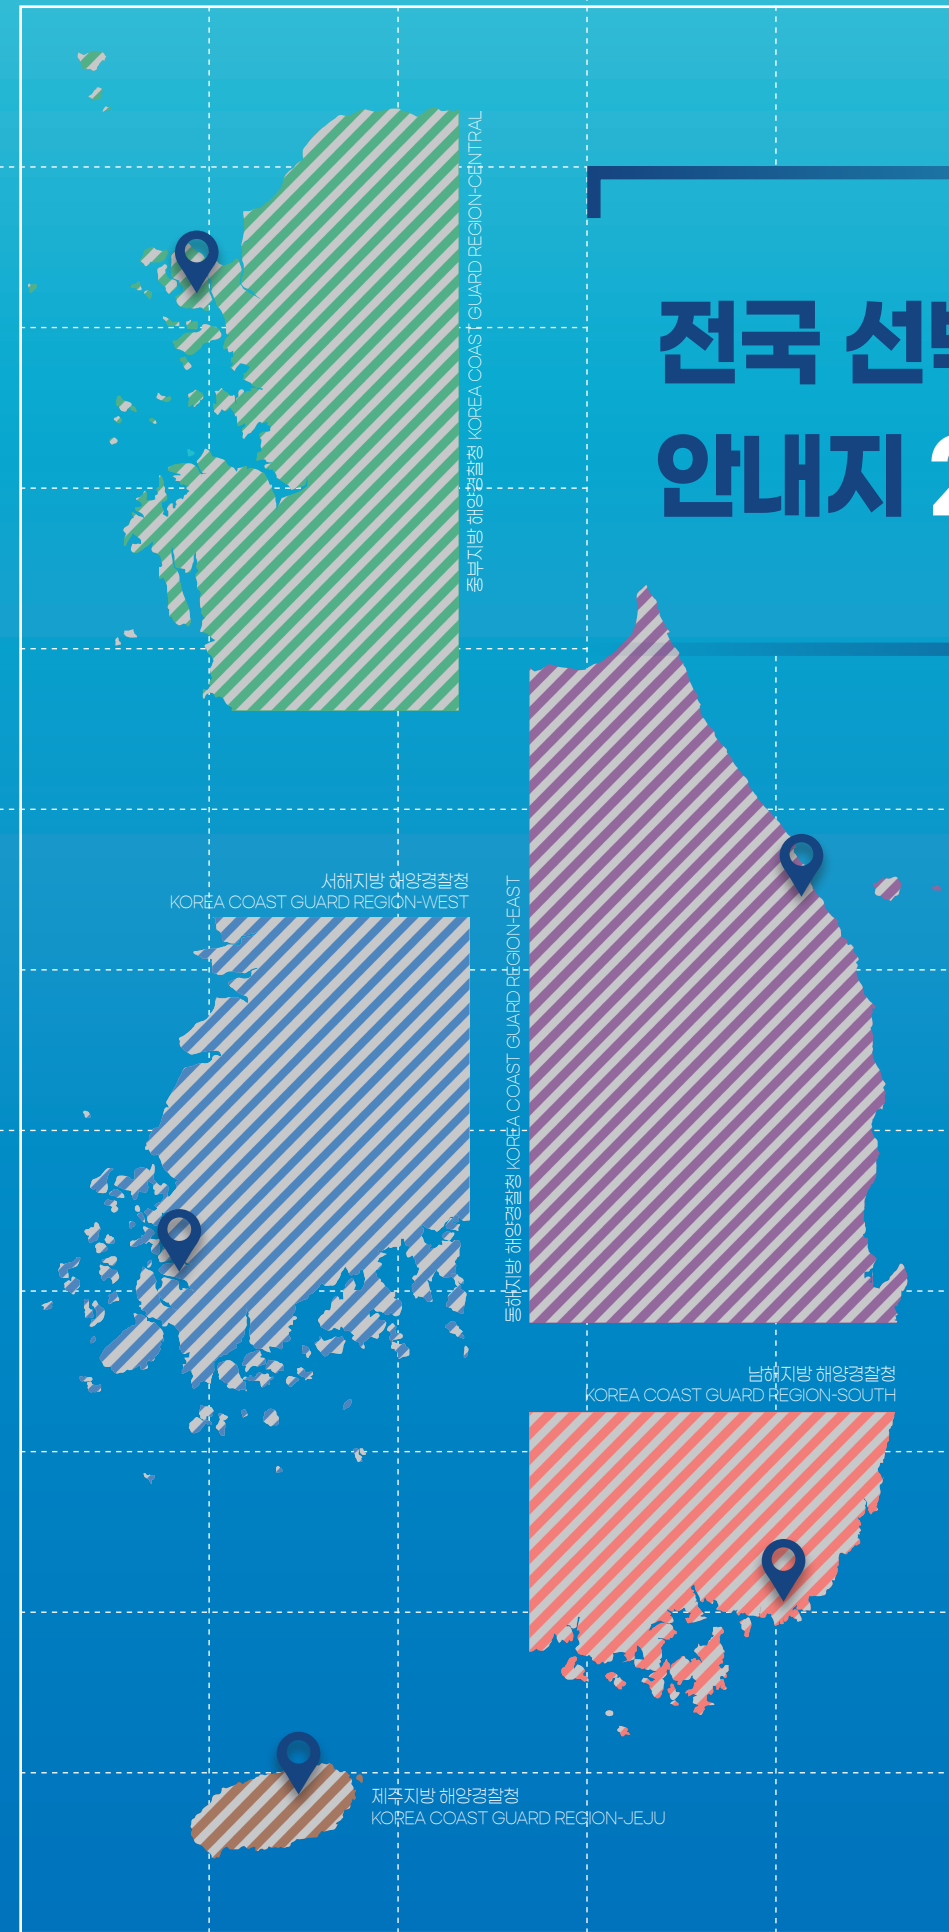 중부지방 해양경찰청 KOREA COAST GUARD REGION-CENTRAL
전국 선
안내지 2
서해지방 해양경찰청
KOREA COAST GUARD REGION-WEST
동해지방 해양경찰청 KOREA COAST GUARD REGION-EAST
남해지방 해양경찰청
KOREA COAST GUARD REGION-SOUTH
제주지방 해양경찰청
KOREA COAST GUARD REGION-JEJU